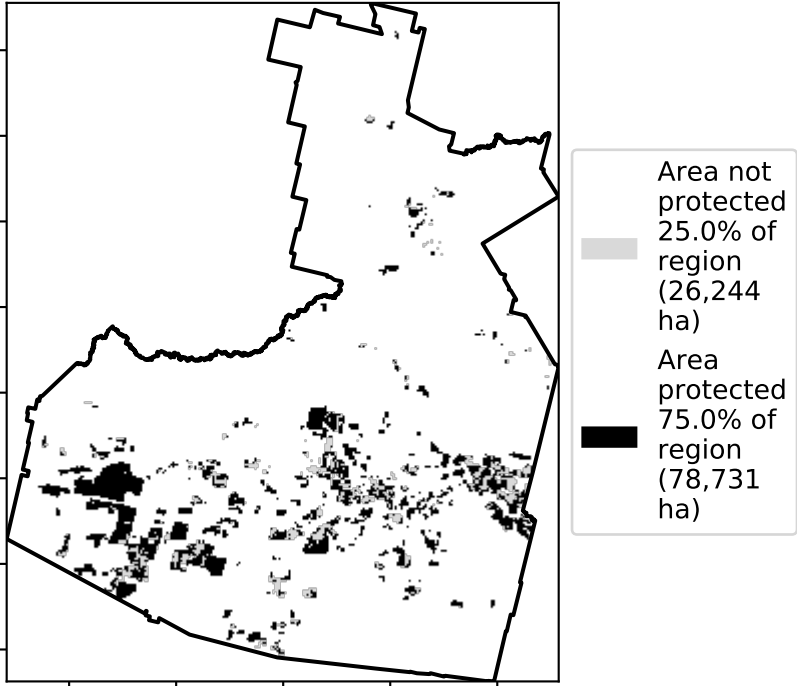 Area not
protected
25.0% of
region
(26,244
ha)
Area
protected
75.0% of
region
(78,731
ha)